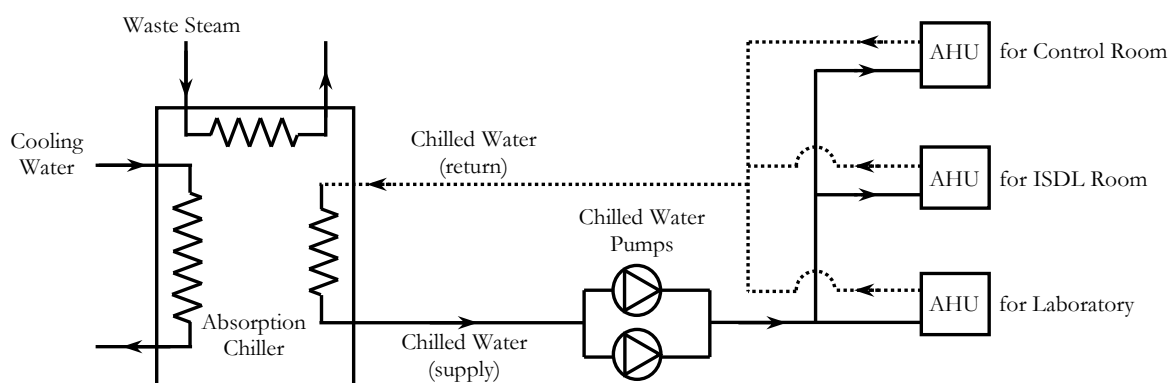 Waste Steam
AHU for Control Room
Cooling
Water
Chilled Water
(return)
AHU for ISDL Room
Chilled Water
Pumps
AHU for Laboratory
Absorption
Chiller
Chilled Water
(supply)